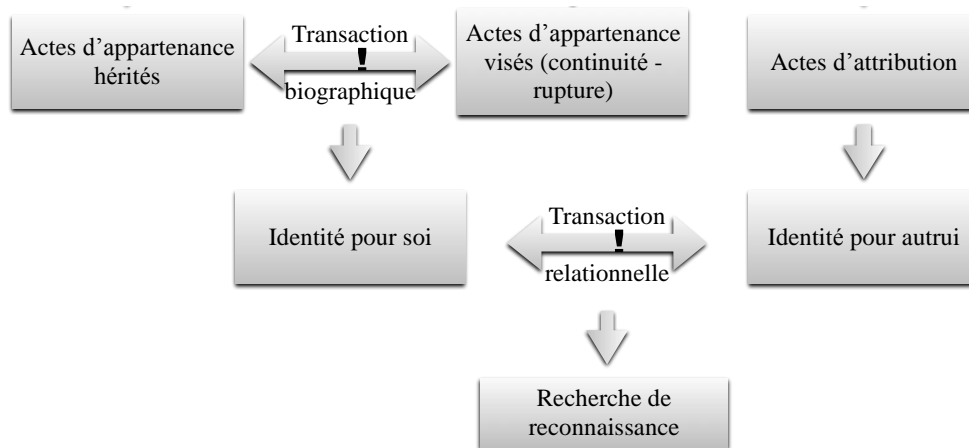 Actes d'appartenance
hérités
Transaction
!
biographique
Actes d'appartenance
visés (continuité -
rupture)
Actes d'attribution
Identité pour soi
Transaction
!
relationnelle
Identité pour autrui
Recherche de
reconnaissance